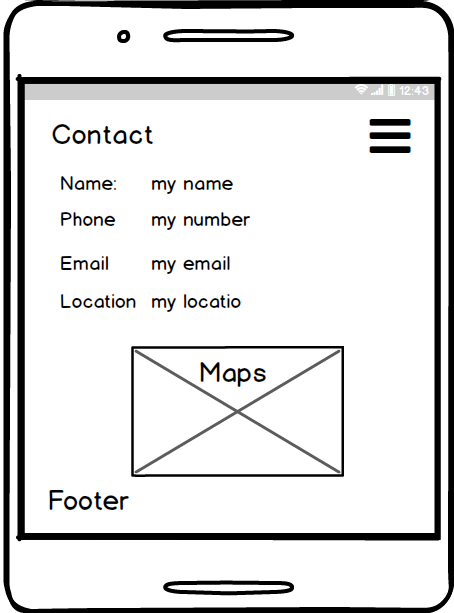 12:43
Contact
Name: my name
Phone my number
Email my email
Location my locatio
Maps
Footer